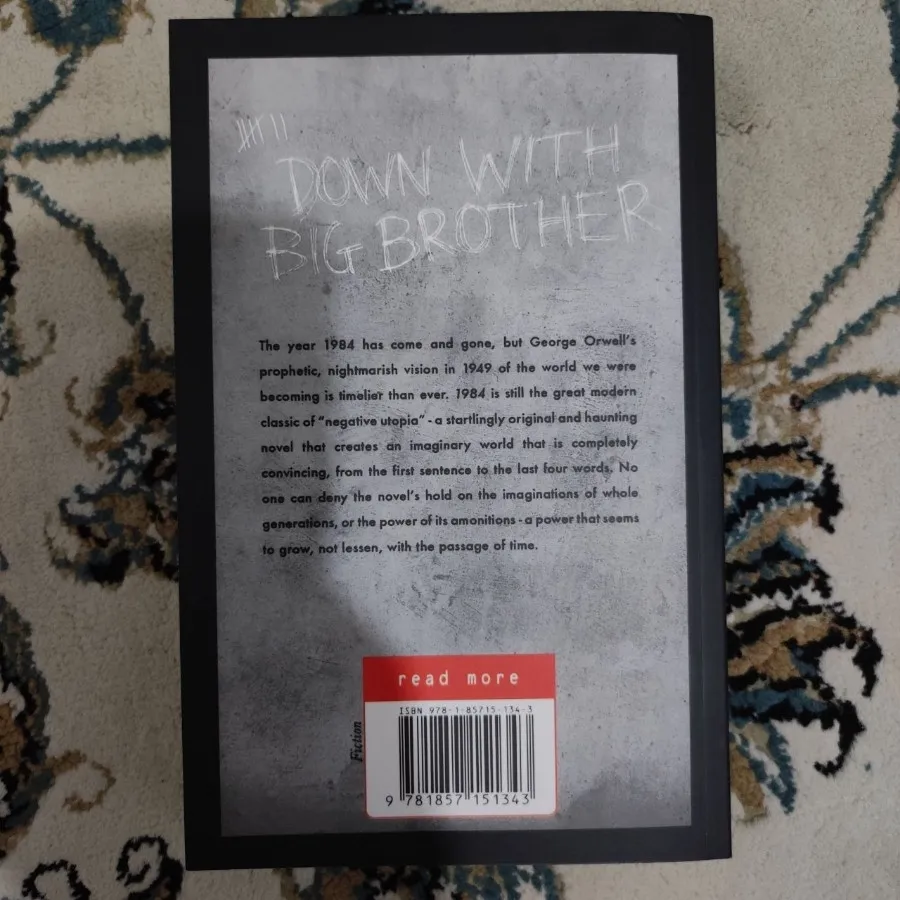 DOWN WITH
BIG BROTHER
The year 1984 has come and gone, but George Orwell's
prophetic, nightmarish vision in 1949 of the world we were
becoming is timelier than ever. 1984 is still the great modern
classic of "negative utopia" - a startlingly original and haunting
novel that creates an imaginary world that is completely
convincing, from the first sentence to the last four words. No
one can deny the novel's hold on the imaginations of whole
generations, or the power of its amonitions - a power that seems
to grow, not lessen, with the passage of time.
read more
ISBN 978-1-85715-134-3
Fiction
9 781857 151343